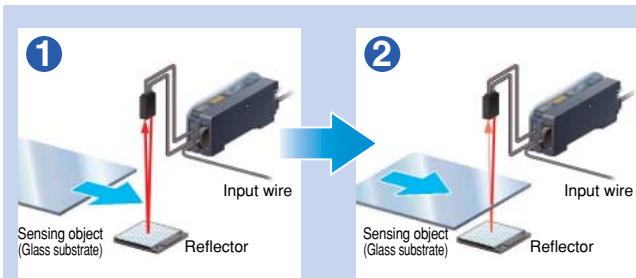 1
Input wire
Sensing object
(Glass substrate)
Reflector
2
Input wire
Sensing object
(Glass substrate)
Reflector